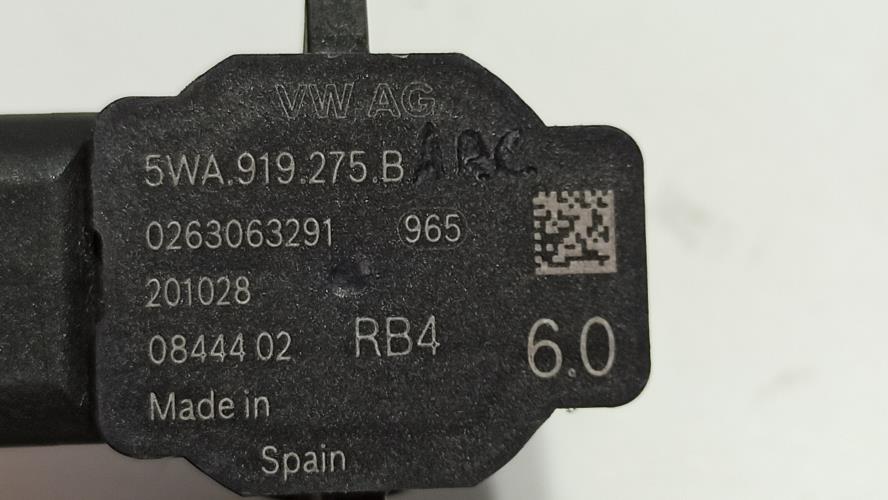 VW AG
5WA.919.275.B ABC
0263063291 965
201028
08444 02 RB4 6.0
Made in
Spain